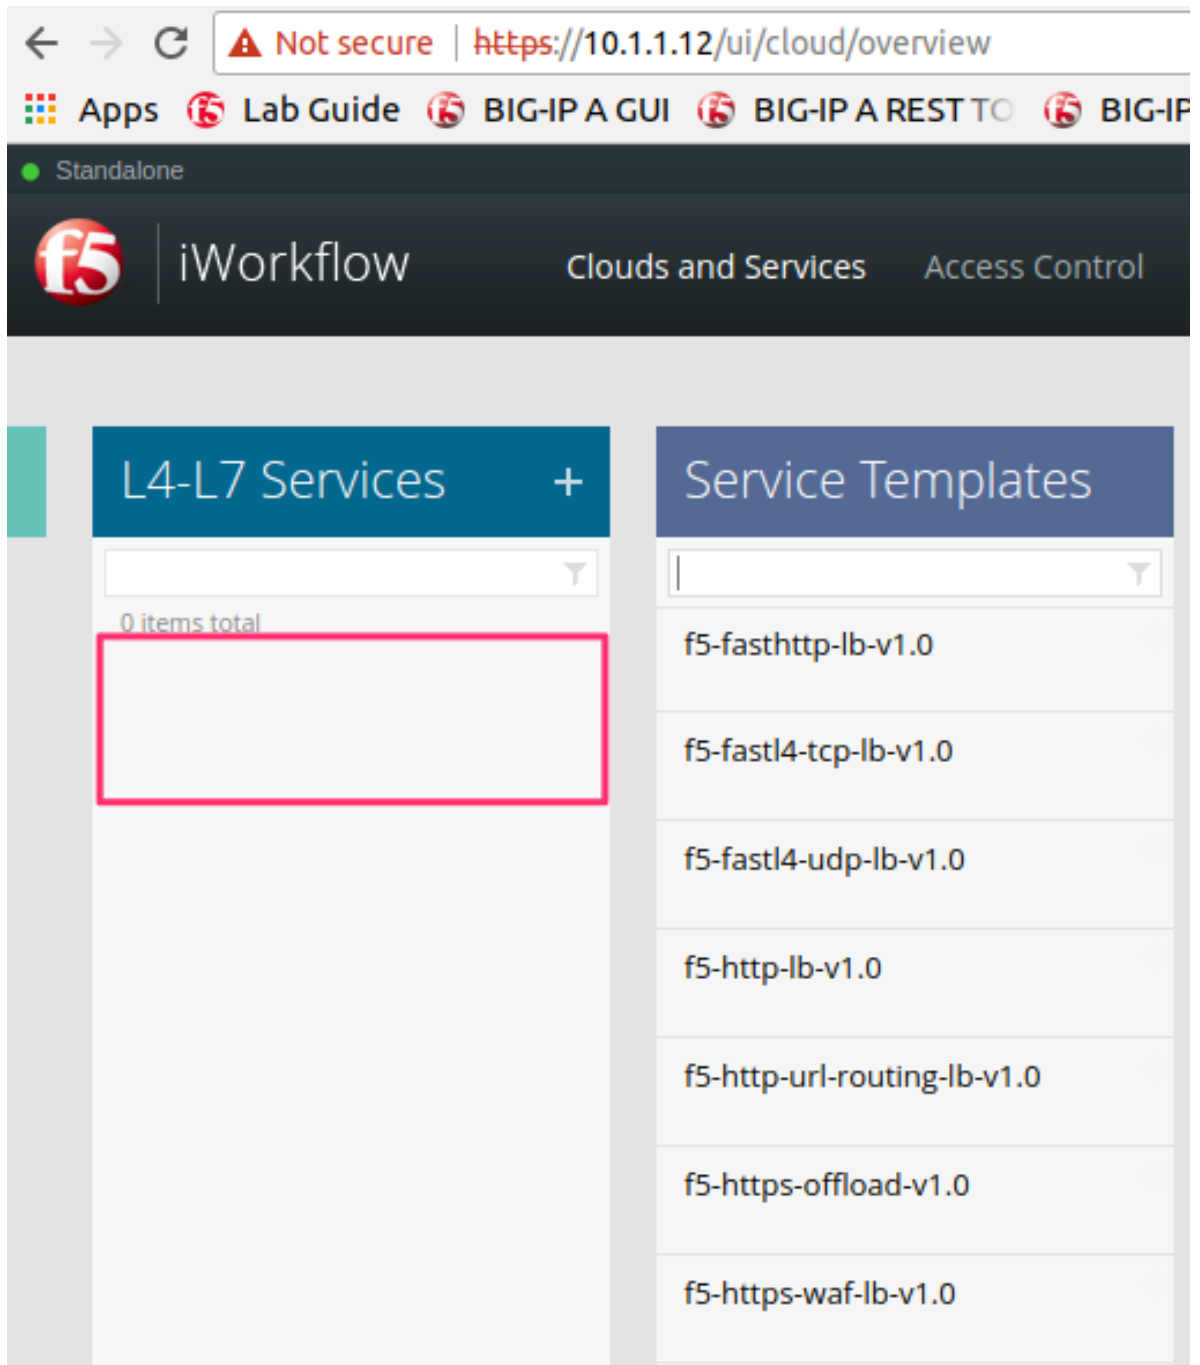 Not secure | https://10.1.1.12/ui/cloud/overview
Apps Lab Guide BIG-IP A GUI BIG-IP A REST TO BIG-IP
Standalone
f5 iWorkflow Clouds and Services Access Control
L4-L7 Services + Service Templates
0 items total
f5-fasthttp-lb-v1.0
f5-fastl4-tcp-lb-v1.0
f5-fastl4-udp-lb-v1.0
f5-http-lb-v1.0
f5-http-url-routing-lb-v1.0
f5-https-offload-v1.0
f5-https-waf-lb-v1.0